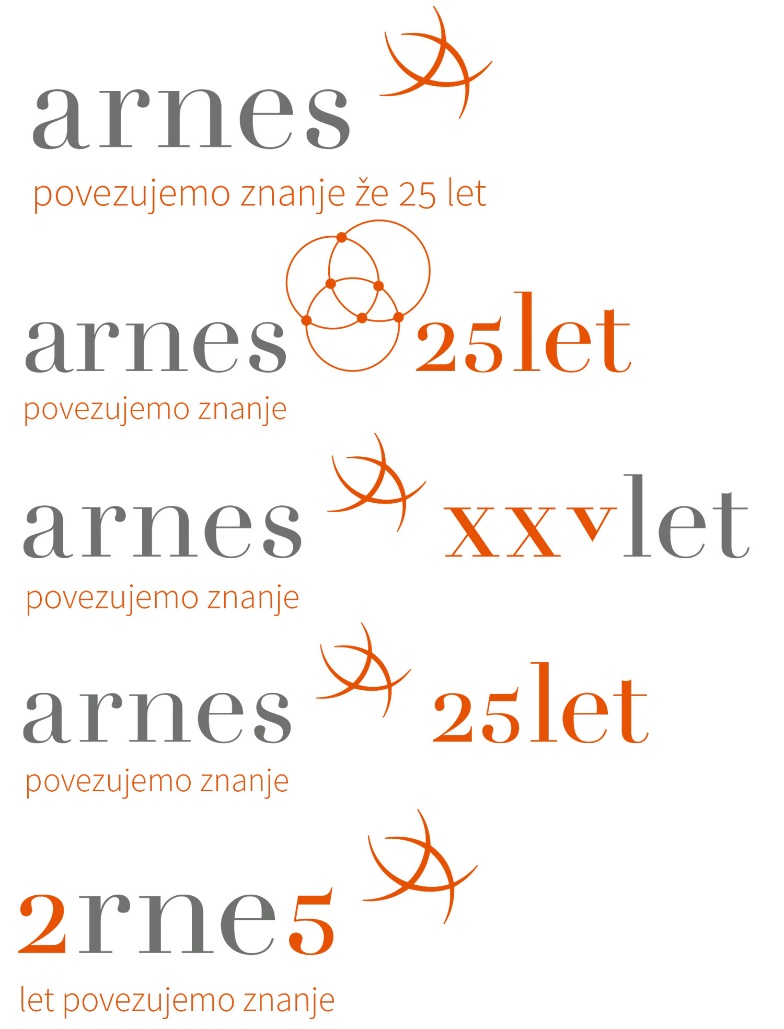 arnes
povezujemo znanje že 25 let
arnes 25let
povezujemo znanje
arnes xxvlet
povezujemo znanje
arnes 25let
povezujemo znanje
2rne5
let povezujemo znanje